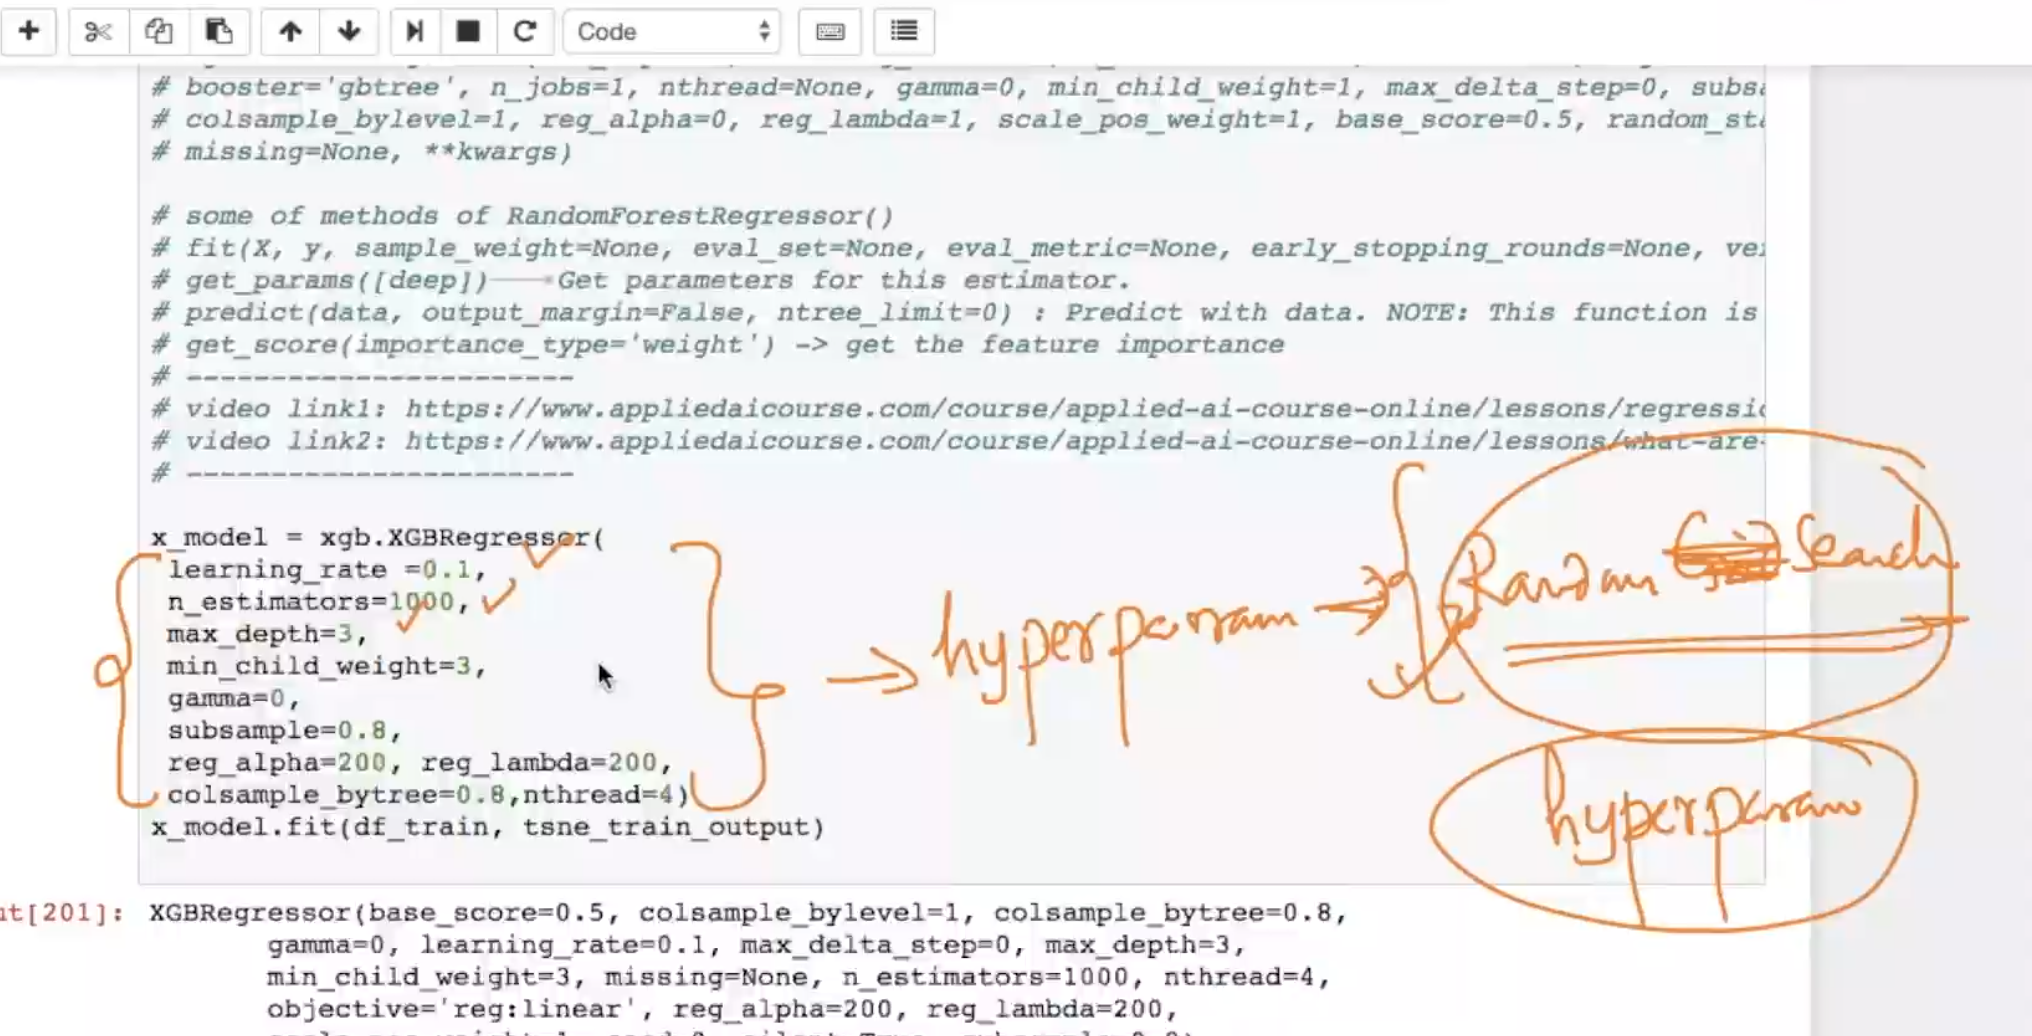 Code
# booster='gbtree', n_jobs=1, nthread=None, gamma=0, min_child_weight=1, max_delta_step=0, subsa
# colsample_bylevel=1, reg_alpha=0, reg_lambda=1, scale_pos_weight=1, base_score=0.5, random_sta
# missing=None, **kwargs)
# some of methods of RandomForestRegressor()
# fit(X, y, sample_weight=None, eval_set=None, eval_metric=None, early_stopping_rounds=None, ver
# get_params([deep]) Get parameters for this estimator.
# predict(data, output_margin=False, ntree_limit=0) : Predict with data. NOTE: This function is
# get_score(importance_type='weight') -> get the feature importance
# -----------------------
# video link1: https://www.appliedaicourse.com/course/applied-ai-course-online/lessons/regressio
# video link2: https://www.appliedaicourse.com/course/applied-ai-course-online/lessons/what-are-
# -----------------------
x_model = xgb.XGBRegressor(
learning_rate =0.1,
n_estimators=1000,
max_depth=3,
min_child_weight=3,
gamma=0,
subsample=0.8,
reg_alpha=200, reg_lambda=200,
colsample_bytree=0.8,nthread=4)
x_model.fit(df_train, tsne_train_output)
→ hyperparam → Random Search
hyperparam
ut[201]: XGBRegressor(base_score=0.5, colsample_bylevel=1, colsample_bytree=0.8,
gamma=0, learning_rate=0.1, max_delta_step=0, max_depth=3,
min_child_weight=3, missing=None, n_estimators=1000, nthread=4,
objective='reg:linear', reg_alpha=200, reg_lambda=200,